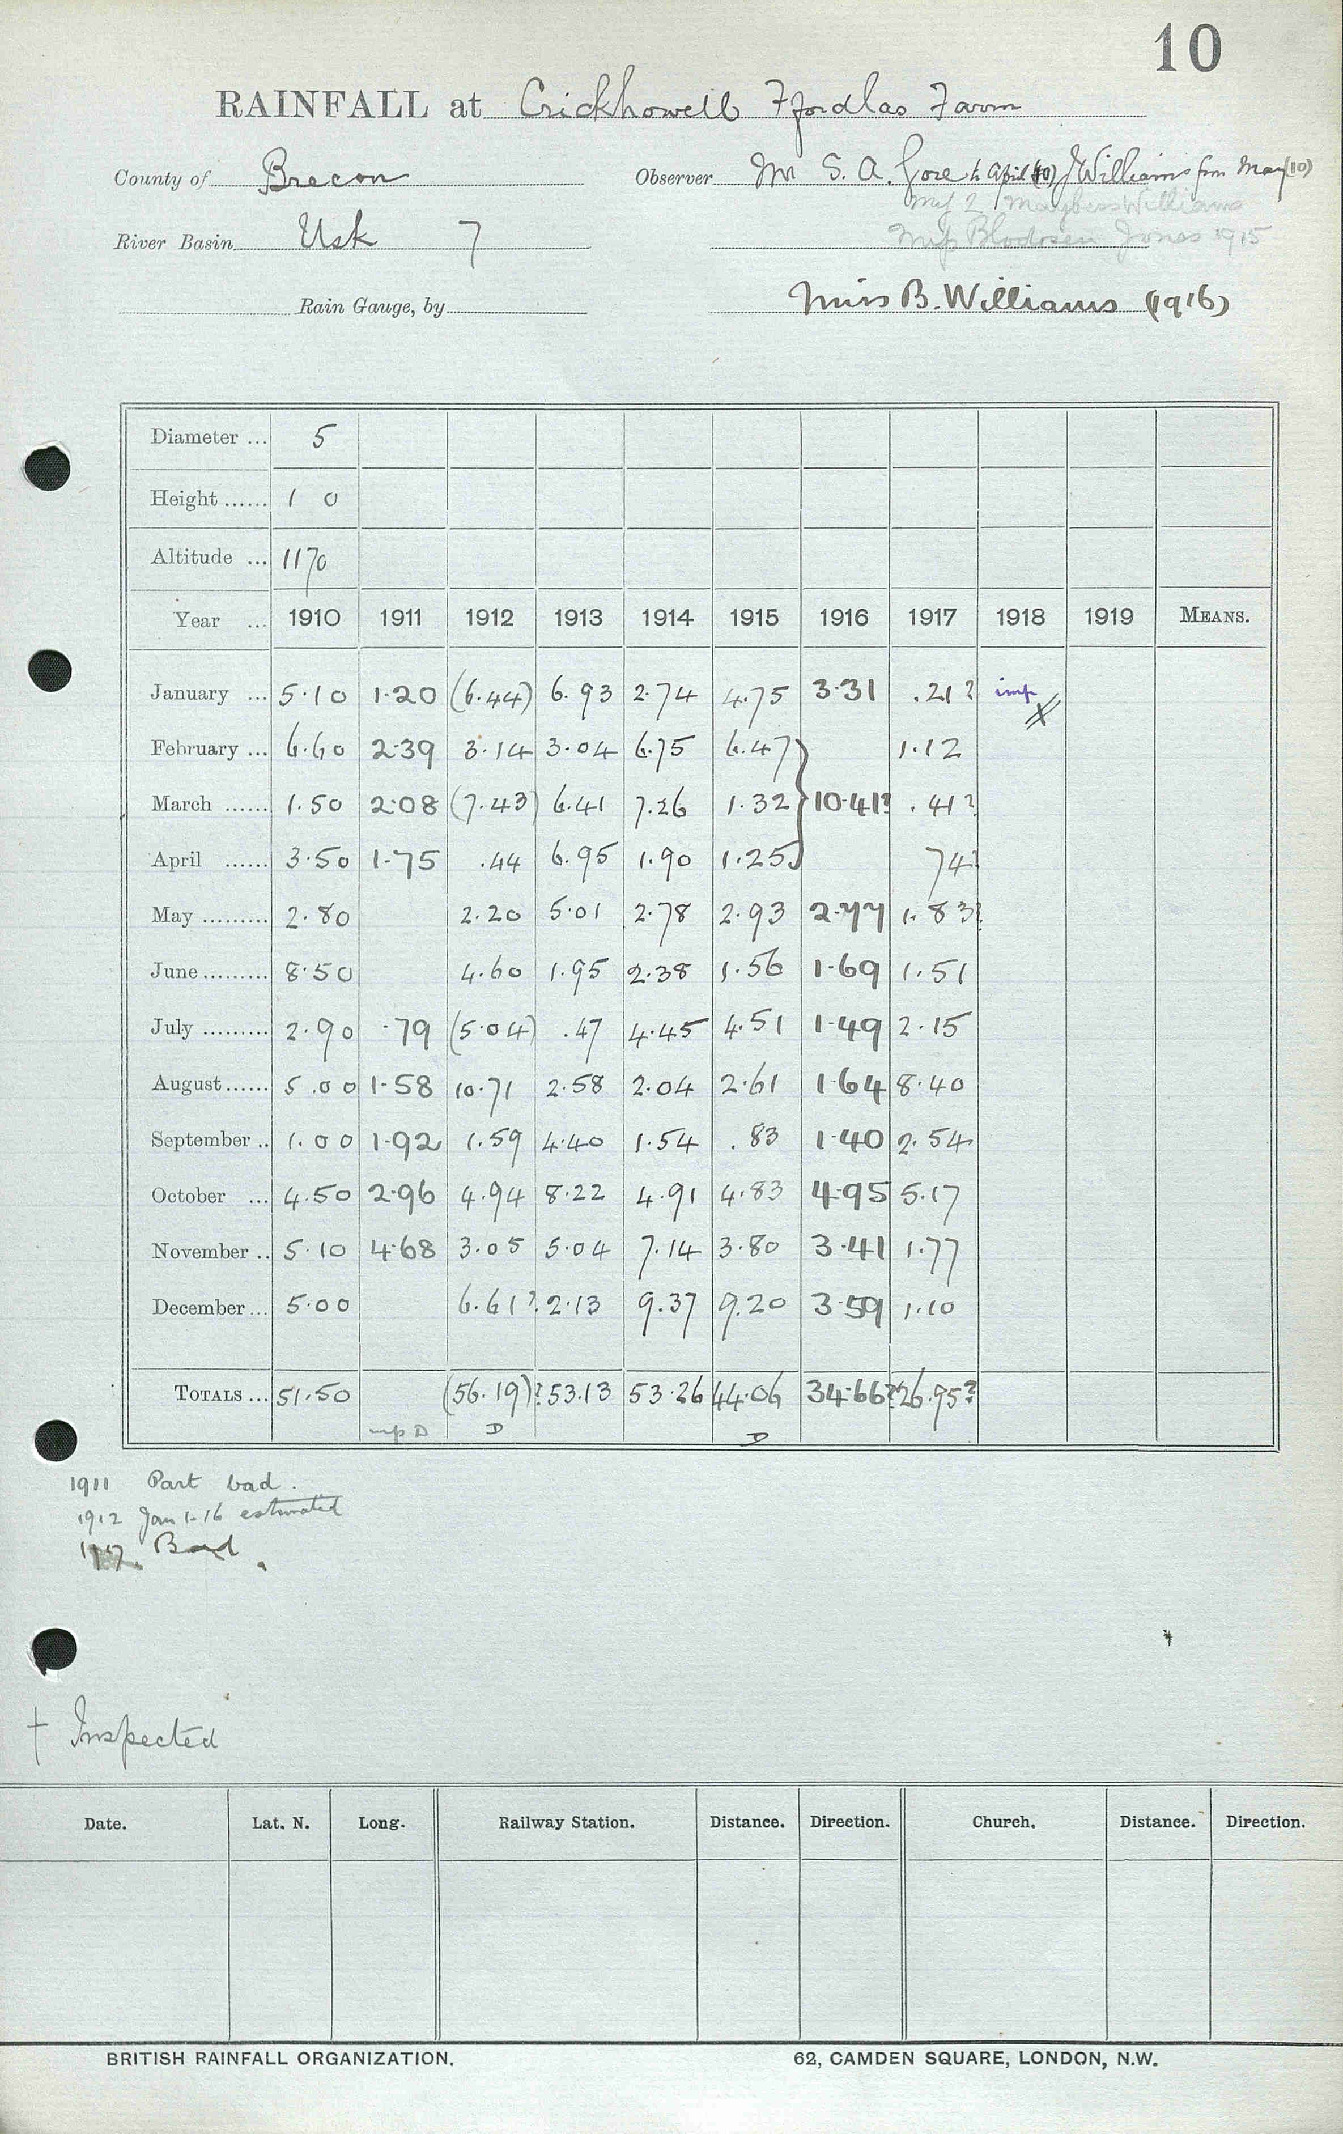 10
RAINFALL at Crickhowell Ffordlas Farm
County of Brecon Observer Mr S. A. Gore to April (10) J Williams from May (10)
Williams
River Basin Usk 7 Miss Jones 1915
Rain Gauge, by Miss B. Williams (1916)
Diameter ... 5
Height ...... 1 0
Altitude ... 1170
Year ... 1910 1911 1912 1913 1914 1915 1916 1917 1918 1919 MEANS.
January ... 5.10 1.20 (6.44) 6.93 2.74 4.75 3.31 .21? imp
February ... 6.60 2.39 3.14 3.04 6.75 6.47 1.12
March ...... 1.50 2.08 (7.43) 6.41 7.26 1.32 } 10.41? .41?
April ...... 3.50 1.75 .44 6.95 1.90 1.25 74?
May ......... 2.80 2.20 5.01 2.78 2.93 2.77 1.83?
June ......... 8.50 4.60 1.95 2.38 1.56 1.69 1.51
July ......... 2.90 .79 (5.04) .47 4.45 4.51 1.49 2.15
August ...... 5.00 1.58 10.71 2.58 2.04 2.61 1.64 8.40
September .. 1.00 1.92 1.59 4.40 1.54 .83 1.40 2.54
October ... 4.50 2.96 4.94 8.22 4.91 4.83 4.95 5.17
November .. 5.10 4.68 3.05 5.04 7.14 3.80 3.41 1.77
December ... 5.00 6.61? 2.13 9.37 9.20 3.59 1.10
TOTALS ... 51.50 (56.19)? 53.13 53.26 44.06 34.66? 26.95?
imp D D D
1911 Part bad.
1912 Jan 1-16 estimated
1917. Bad.
† Inspected
Date. Lat. N. Long. Railway Station. Distance. Direction. Church. Distance. Direction.
BRITISH RAINFALL ORGANIZATION. 62, CAMDEN SQUARE, LONDON, N.W.